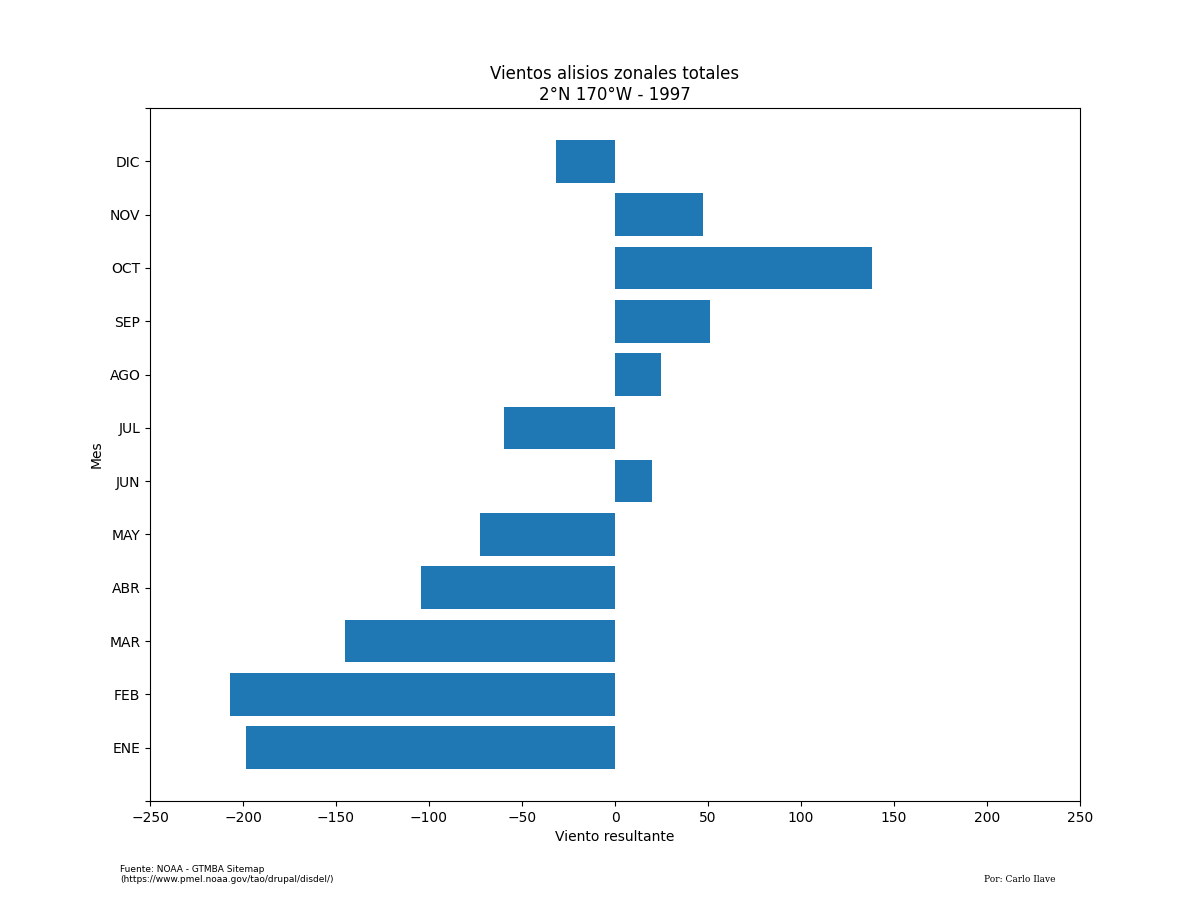 Vientos alisios zonales totales
2°N 170°W - 1997
DIC
NOV
OCT
SEP
AGO
JUL
JUN
MAY
ABR
MAR
FEB
ENE
Mes
−250 −200 −150 −100 −50 0 50 100 150 200 250
Viento resultante
Fuente: NOAA - GTMBA Sitemap
(https://www.pmel.noaa.gov/tao/drupal/disdel/)
Por: Carlo Ilave